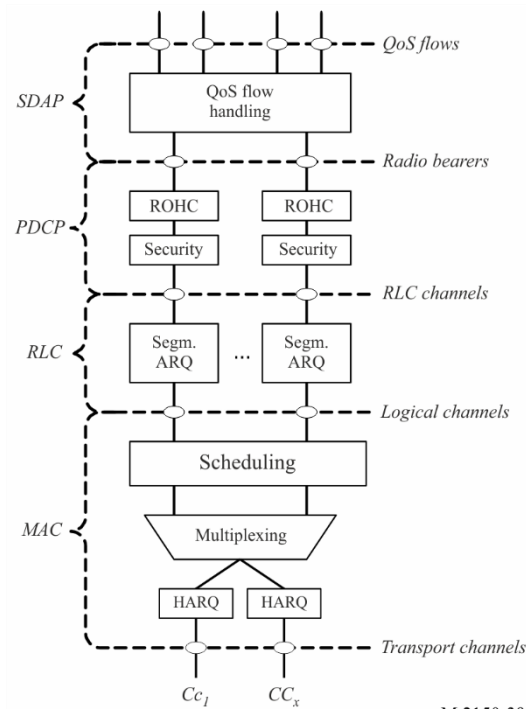 QoS flows
QoS flow
handling
SDAP
Radio bearers
ROHC ROHC
PDCP
Security Security
RLC channels
Segm.
ARQ
...
Segm.
ARQ
RLC
Logical channels
Scheduling
MAC
Multiplexing
HARQ HARQ
Transport channels
Cc1 CCx